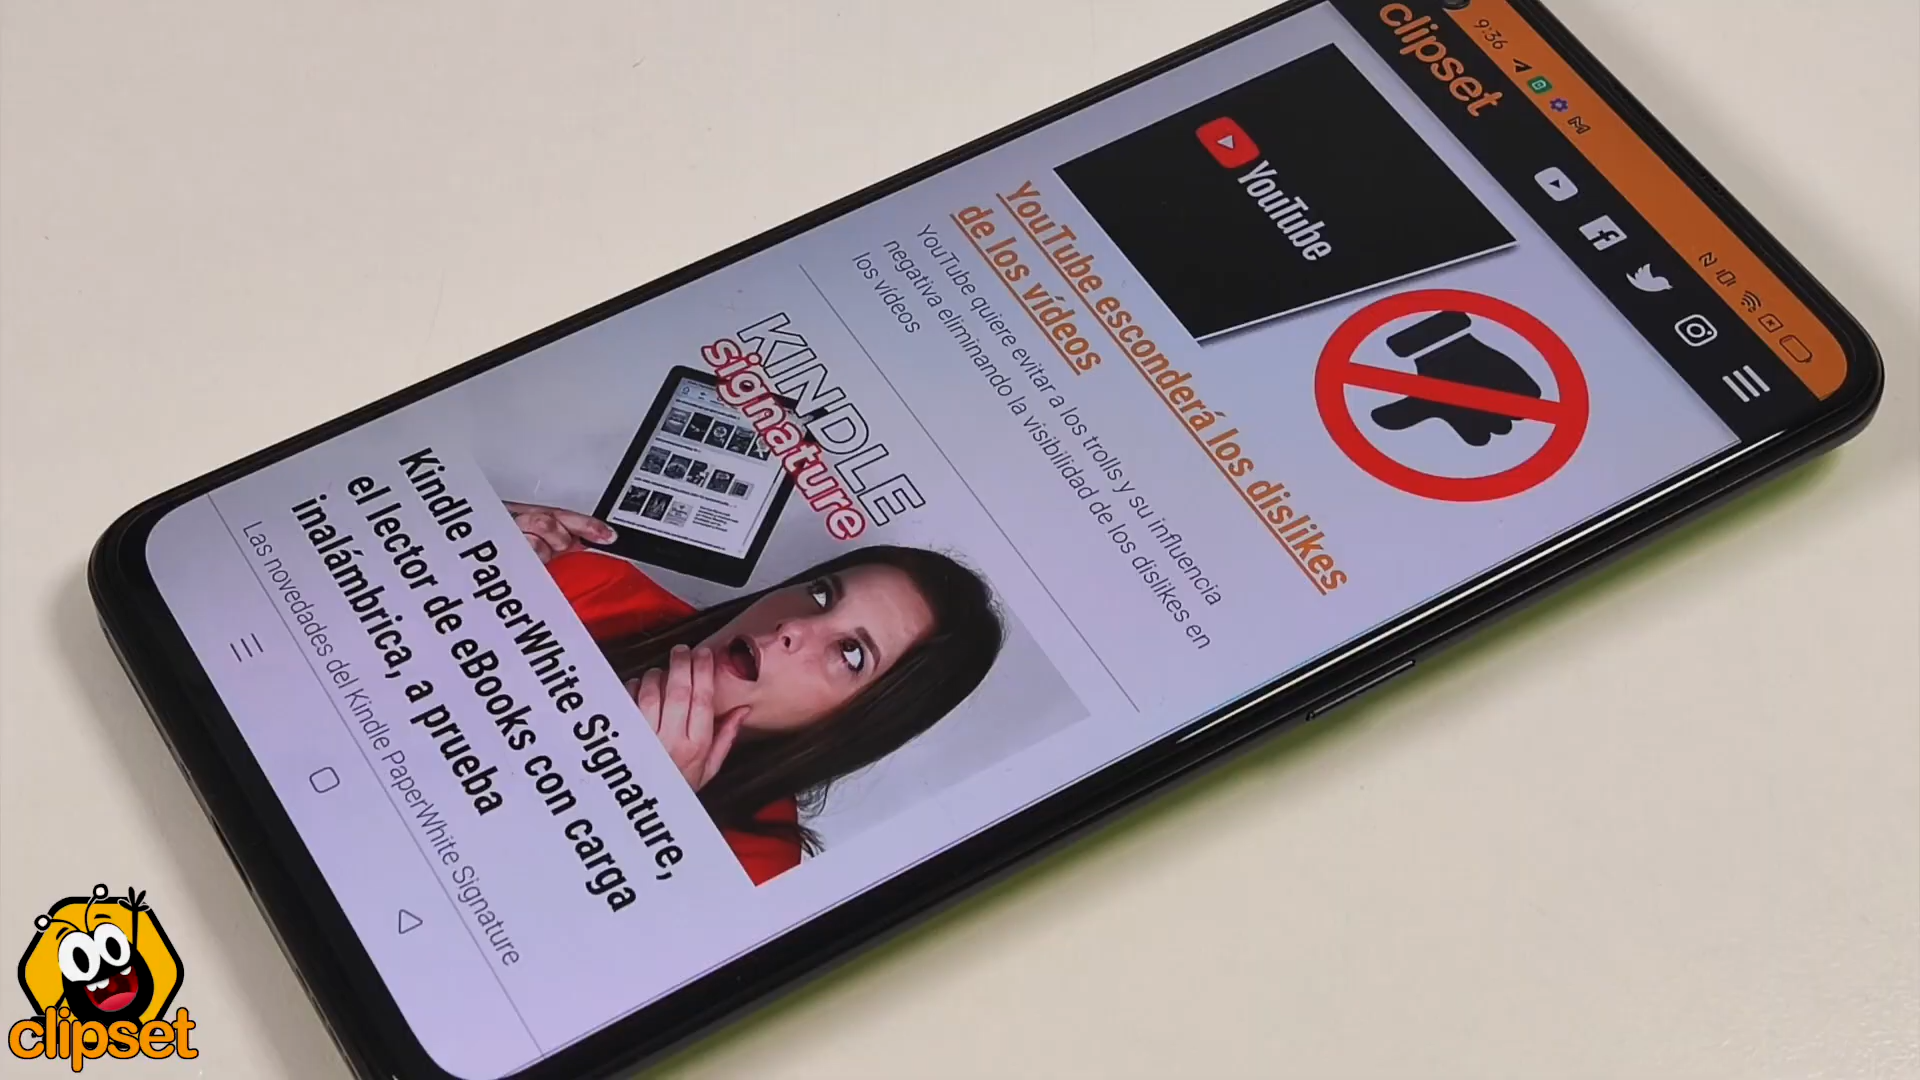 9:36
clipset
YouTube
YouTube esconderá los dislikes
de los vídeos
YouTube quiere evitar a los trolls y su influencia
negativa eliminando la visibilidad de los dislikes en
los vídeos
KINDLE
signature
Kindle PaperWhite Signature,
el lector de eBooks con carga
inalámbrica, a prueba
Las novedades del Kindle PaperWhite Signature
clipset